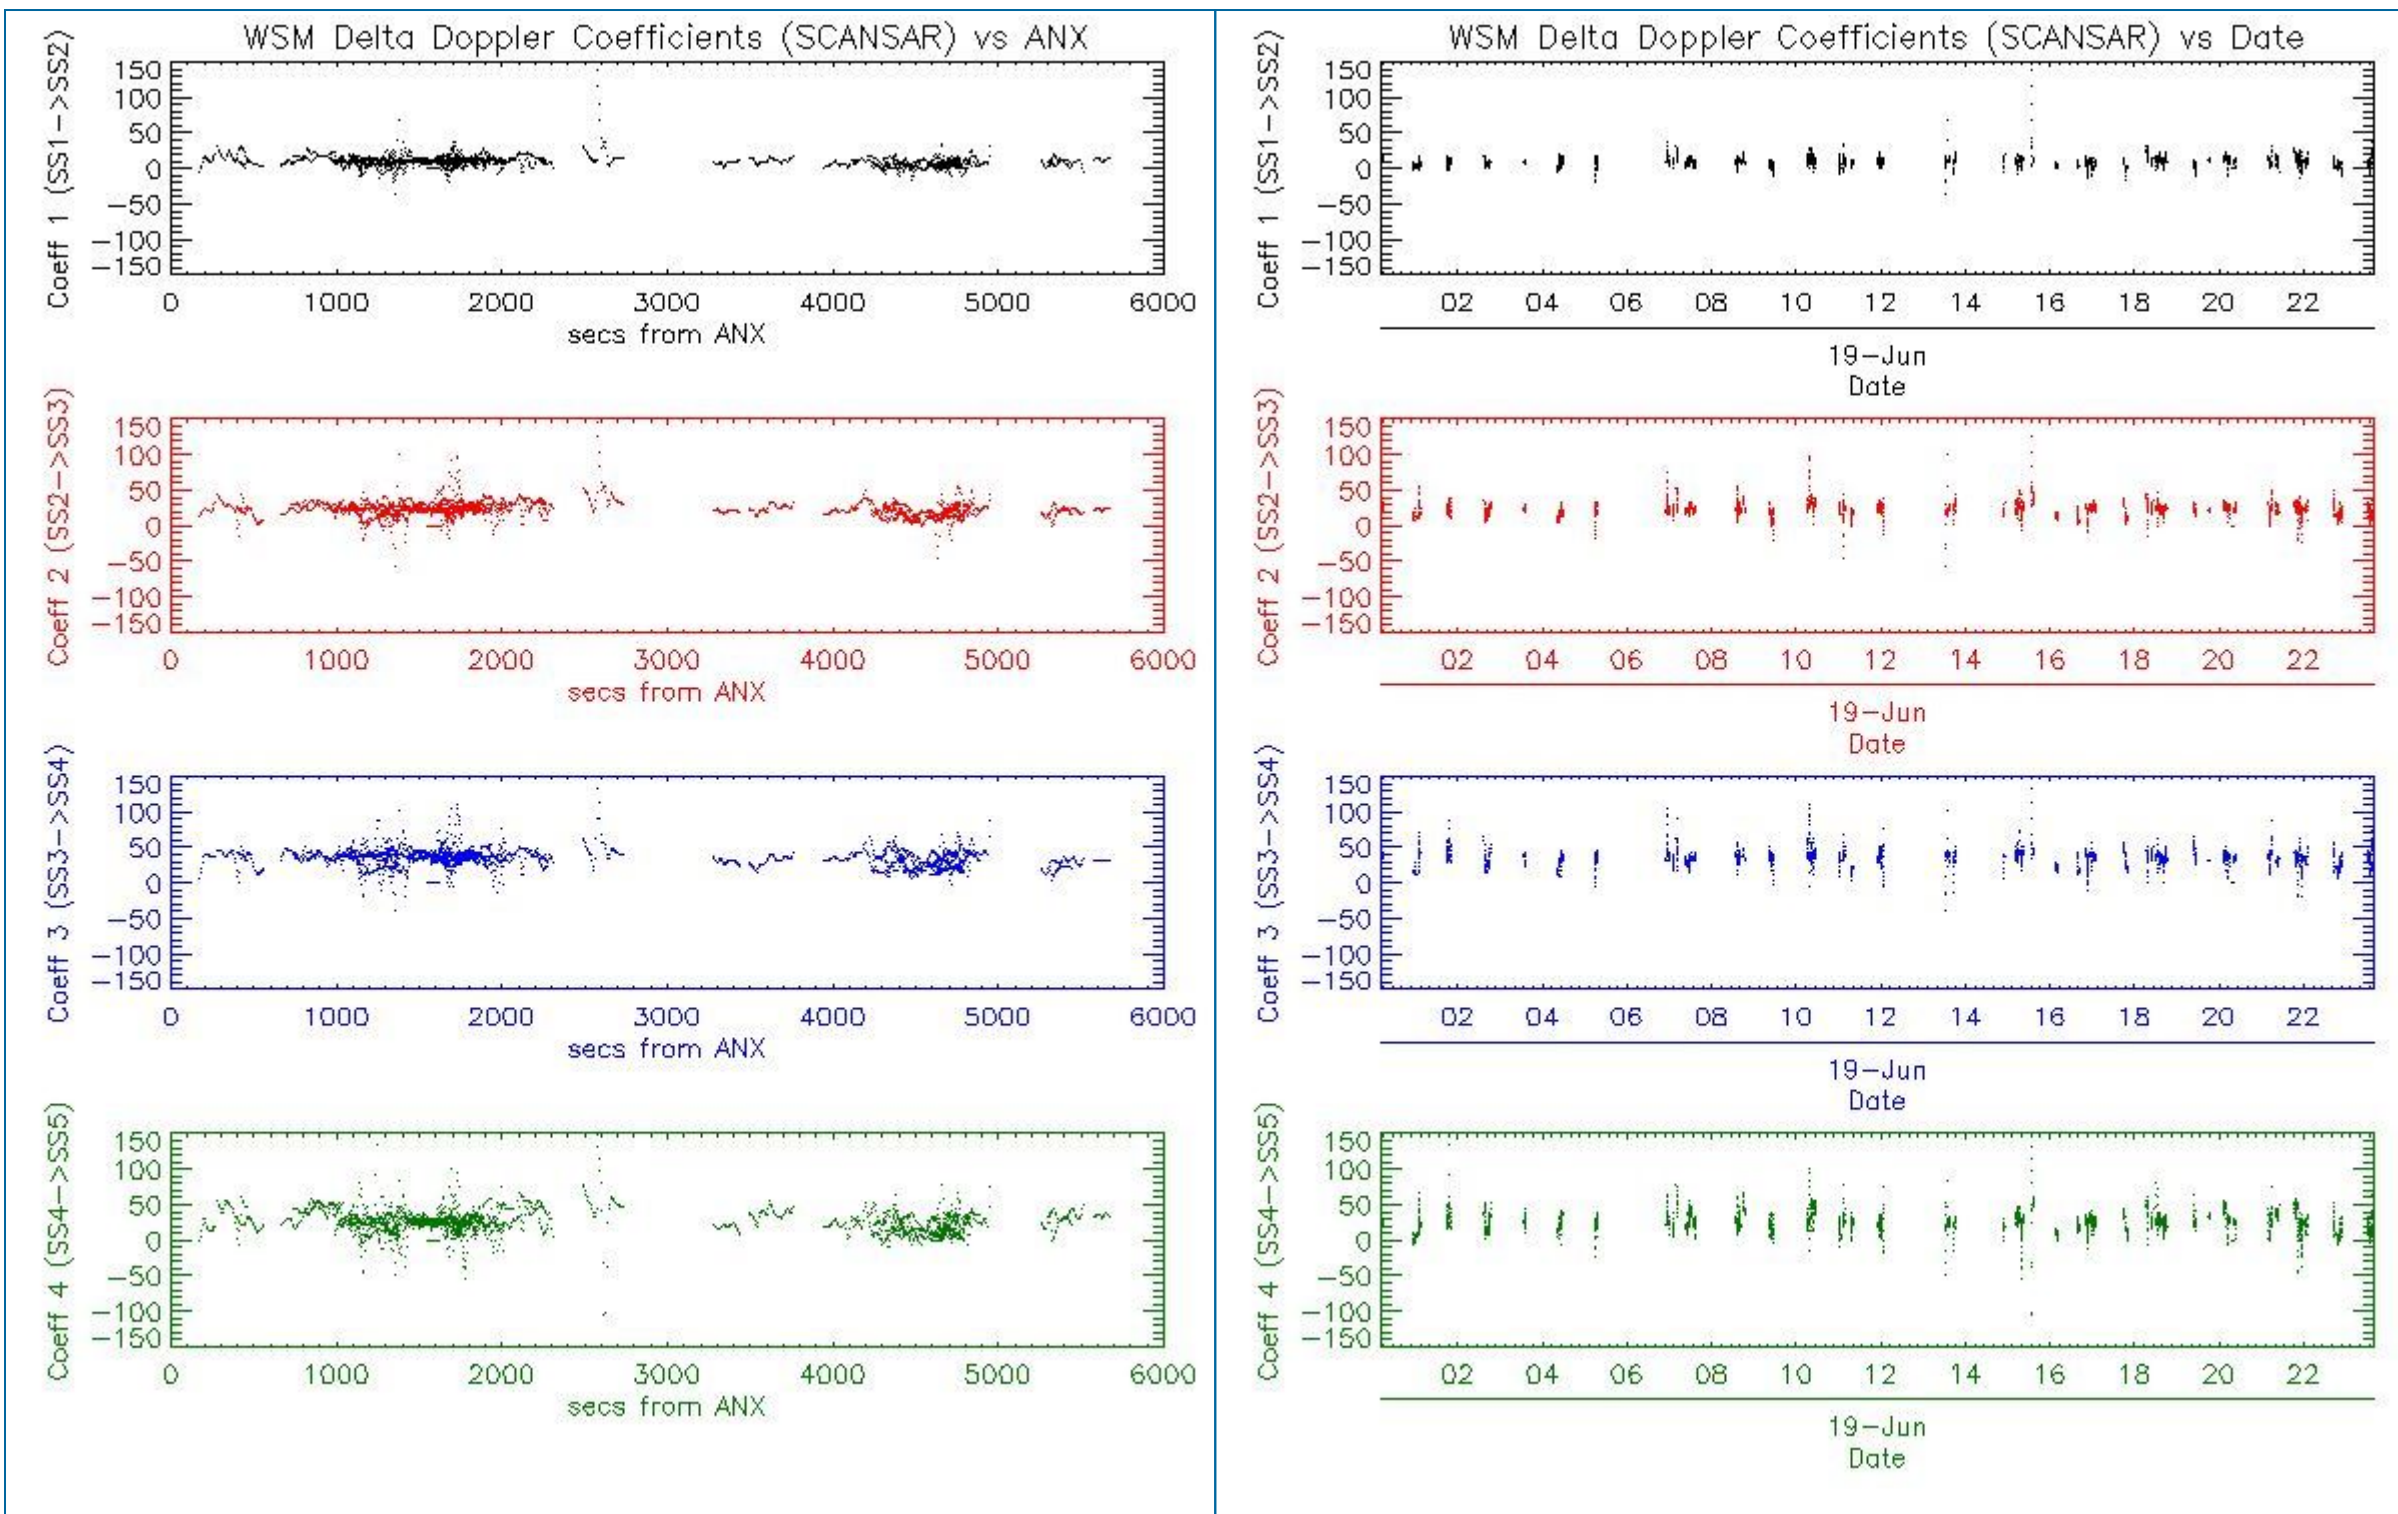 WSM Delta Doppler Coefficients (SCANSAR) vs ANX
Coeff 1 (SS1->SS2)
150
100
50
0
-50
-100
-150
0 1000 2000 3000 4000 5000 6000
secs from ANX
Coeff 2 (SS2->SS3)
150
100
50
0
-50
-100
-150
0 1000 2000 3000 4000 5000 6000
secs from ANX
Coeff 3 (SS3->SS4)
150
100
50
0
-50
-100
-150
0 1000 2000 3000 4000 5000 6000
secs from ANX
Coeff 4 (SS4->SS5)
150
100
50
0
-50
-100
-150
0 1000 2000 3000 4000 5000 6000
secs from ANX
WSM Delta Doppler Coefficients (SCANSAR) vs Date
Coeff 1 (SS1->SS2)
150
100
50
0
-50
-100
-150
02 04 06 08 10 12 14 16 18 20 22
19-Jun
Date
Coeff 2 (SS2->SS3)
150
100
50
0
-50
-100
-150
02 04 06 08 10 12 14 16 18 20 22
19-Jun
Date
Coeff 3 (SS3->SS4)
150
100
50
0
-50
-100
-150
02 04 06 08 10 12 14 16 18 20 22
19-Jun
Date
Coeff 4 (SS4->SS5)
150
100
50
0
-50
-100
-150
02 04 06 08 10 12 14 16 18 20 22
19-Jun
Date